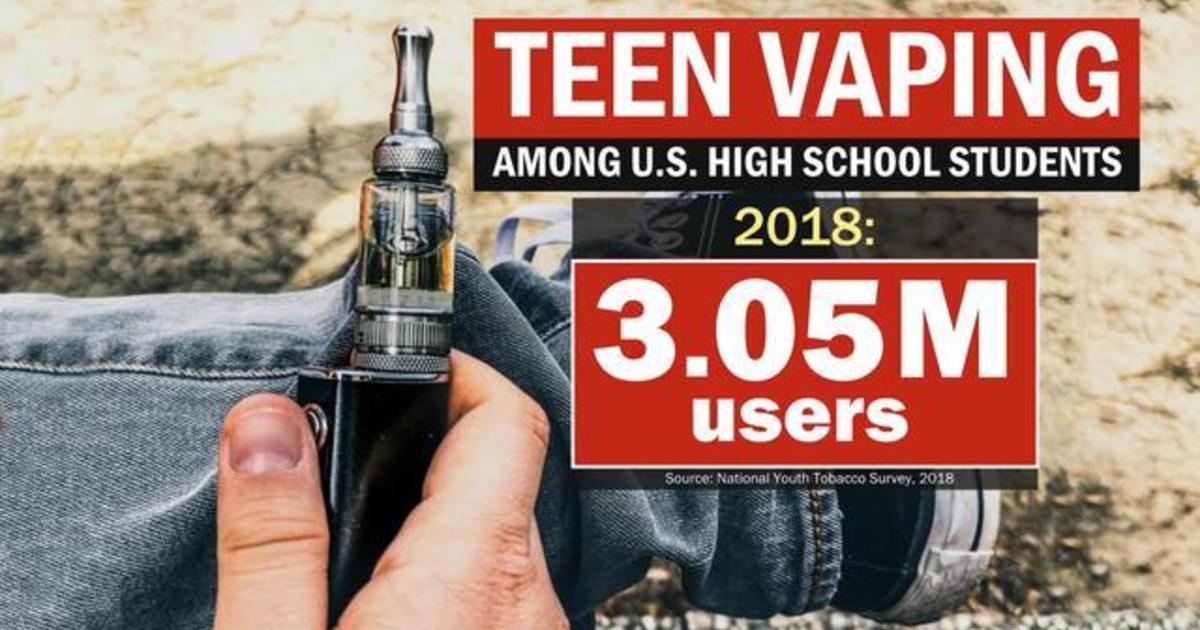 TEEN VAPING
AMONG U.S. HIGH SCHOOL STUDENTS
2018:
3.05M
users
Source: National Youth Tobacco Survey, 2018